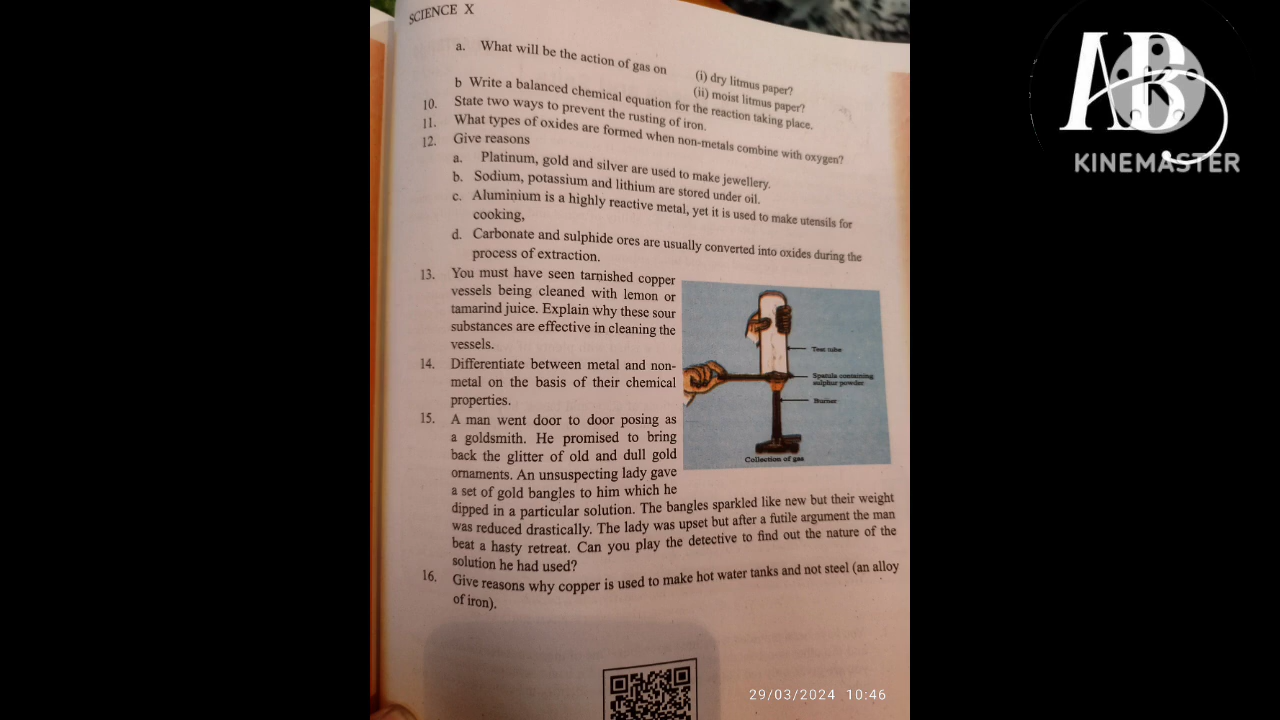 SCIENCE X
a. What will be the action of gas on (i) dry litmus paper?
(ii) moist litmus paper?
b Write a balanced chemical equation for the reaction taking place.
10. State two ways to prevent the rusting of iron.
11. What types of oxides are formed when non-metals combine with oxygen?
12. Give reasons
a. Platinum, gold and silver are used to make jewellery.
b. Sodium, potassium and lithium are stored under oil.
c. Aluminium is a highly reactive metal, yet it is used to make utensils for
cooking,
d. Carbonate and sulphide ores are usually converted into oxides during the
process of extraction.
13. You must have seen tarnished copper
vessels being cleaned with lemon or
tamarind juice. Explain why these sour
substances are effective in cleaning the
vessels.
14. Differentiate between metal and non-
metal on the basis of their chemical
properties.
15. A man went door to door posing as
a goldsmith. He promised to bring
back the glitter of old and dull gold
ornaments. An unsuspecting lady gave
a set of gold bangles to him which he
dipped in a particular solution. The bangles sparkled like new but their weight
was reduced drastically. The lady was upset but after a futile argument the man
beat a hasty retreat. Can you play the detective to find out the nature of the
solution he had used?
16. Give reasons why copper is used to make hot water tanks and not steel (an alloy
of iron).
Test tube
Spatula containing
sulphur powder
Burner
Collection of gas
29/03/2024 10:46
AB
K
KINEMASTER